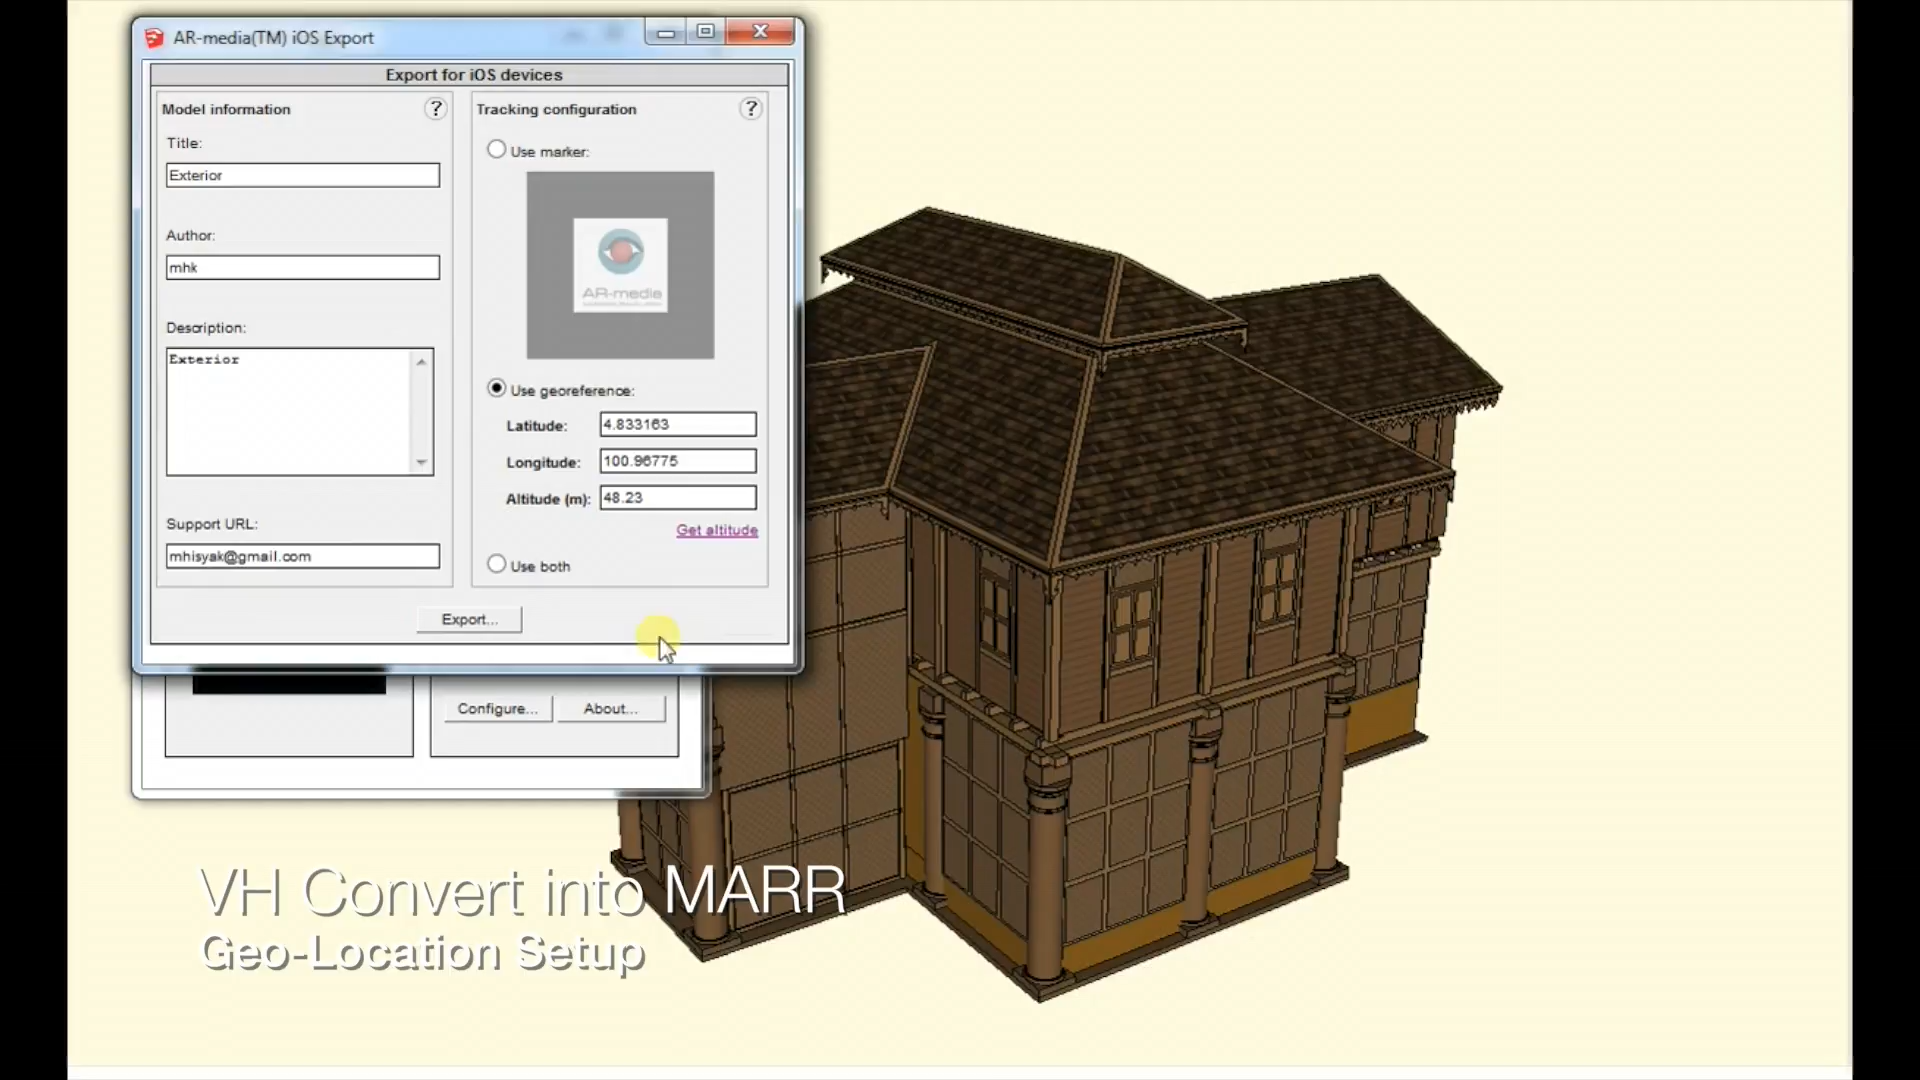 AR-media(TM) iOS Export
Export for iOS devices
Model information
?
Title:
Exterior
Author:
mhk
Description:
Exterior
Support URL:
mhisyak@gmail.com
Tracking configuration
?
Use marker:
AR-media
Use georeference:
Latitude:
4.833163
Longitude:
100.96775
Altitude (m):
48.23
Get altitude
Use both
Export...
Configure...
About...
VH Convert into MARR
Geo-Location Setup